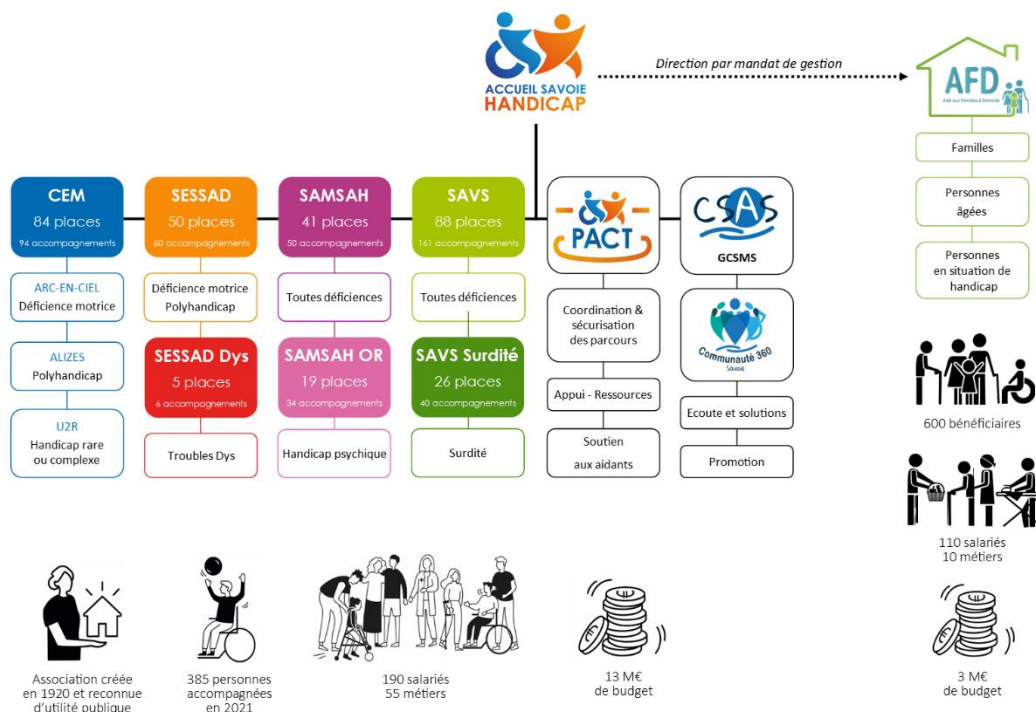 ACCUEIL SAVOIE
HANDICAP
Direction par mandat de gestion
AFD
Aide aux Familles à Domicile
Familles
Personnes
âgées
Personnes
en situation de
handicap
CEM
84 places
94 accompagnements
ARC-EN-CIEL
Déficience motrice
ALIZES
Polyhandicap
U2R
Handicap rare
ou complexe
SESSAD
50 places
60 accompagnements
Déficience motrice
Polyhandicap
SESSAD Dys
5 places
6 accompagnements
Troubles Dys
SAMSAH
41 places
50 accompagnements
Toutes déficiences
SAMSAH OR
19 places
34 accompagnements
Handicap psychique
SAVS
88 places
161 accompagnements
Toutes déficiences
SAVS Surdité
26 places
40 accompagnements
Surdité
PACT
Coordination &
sécurisation
des parcours
Appui - Ressources
Soutien
aux aidants
CSAS
GCSMS
Communauté 360
Savoie
Ecoute et solutions
Promotion
600 bénéficiaires
110 salariés
10 métiers
Association créée
en 1920 et reconnue
d'utilité publique
385 personnes
accompagnées
en 2021
190 salariés
55 métiers
13 M€
de budget
3 M€
de budget